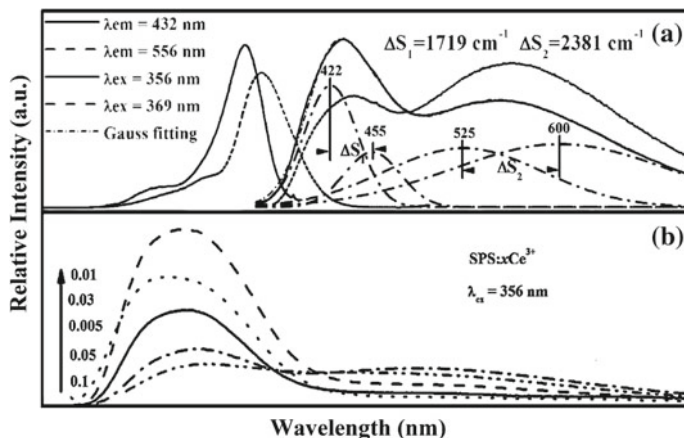 λem = 432 nm
λem = 556 nm
λex = 356 nm
λex = 369 nm
Gauss fitting
ΔS₁=1719 cm⁻¹ ΔS₂=2381 cm⁻¹ (a)
422
455
525
600
ΔS₁
ΔS₂
Relative Intensity (a.u.)
(b)
SPS:xCe³⁺
λₑₓ = 356 nm
0.01
0.03
0.005
0.05
0.1
Wavelength (nm)